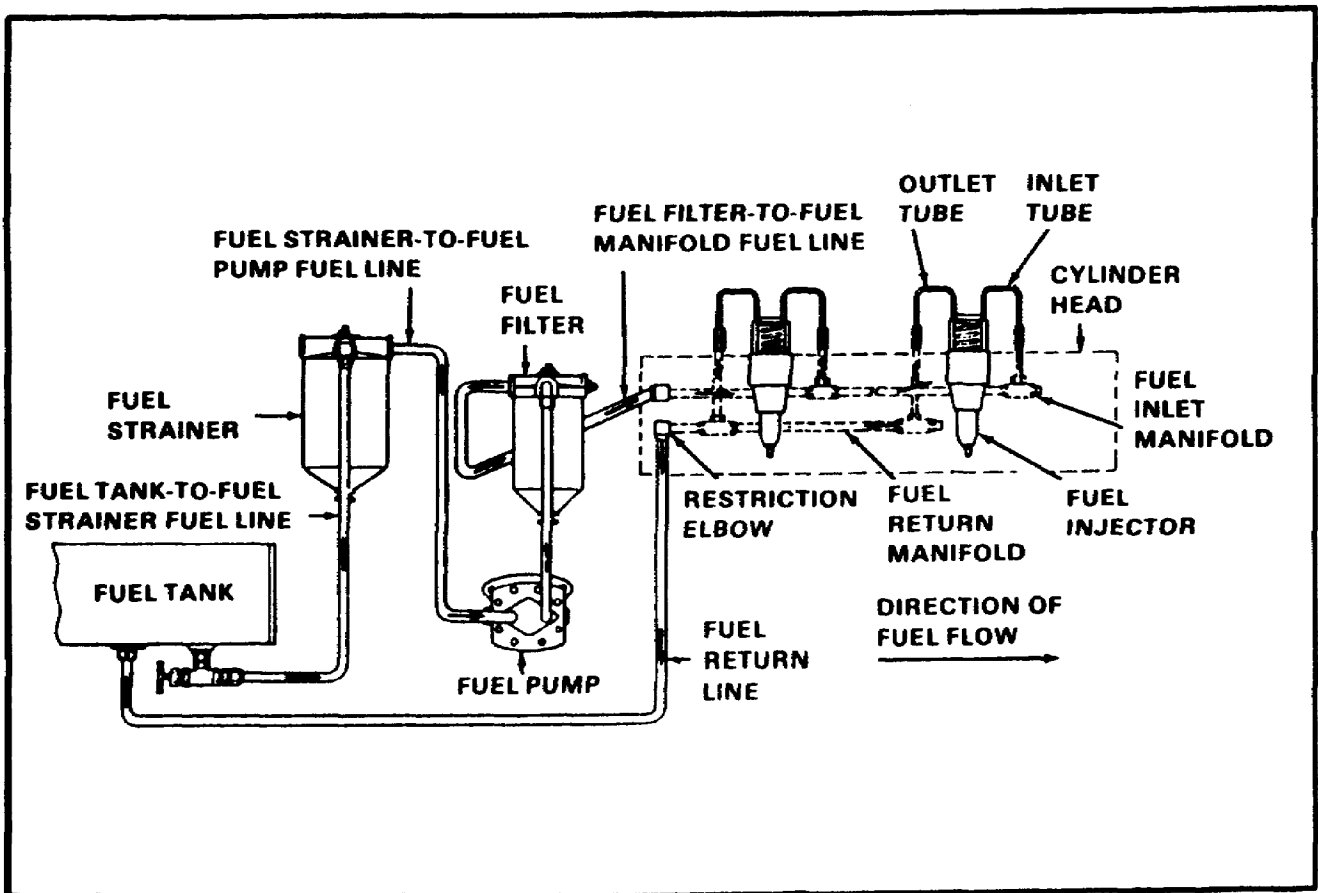 OUTLET
TUBE
INLET
TUBE
FUEL FILTER-TO-FUEL
MANIFOLD FUEL LINE
FUEL STRAINER-TO-FUEL
PUMP FUEL LINE
CYLINDER
HEAD
FUEL
FILTER
FUEL
STRAINER
FUEL
INLET
MANIFOLD
FUEL TANK-TO-FUEL
STRAINER FUEL LINE
RESTRICTION
ELBOW
FUEL
RETURN
MANIFOLD
FUEL
INJECTOR
FUEL TANK
DIRECTION OF
FUEL FLOW
FUEL
RETURN
LINE
FUEL PUMP